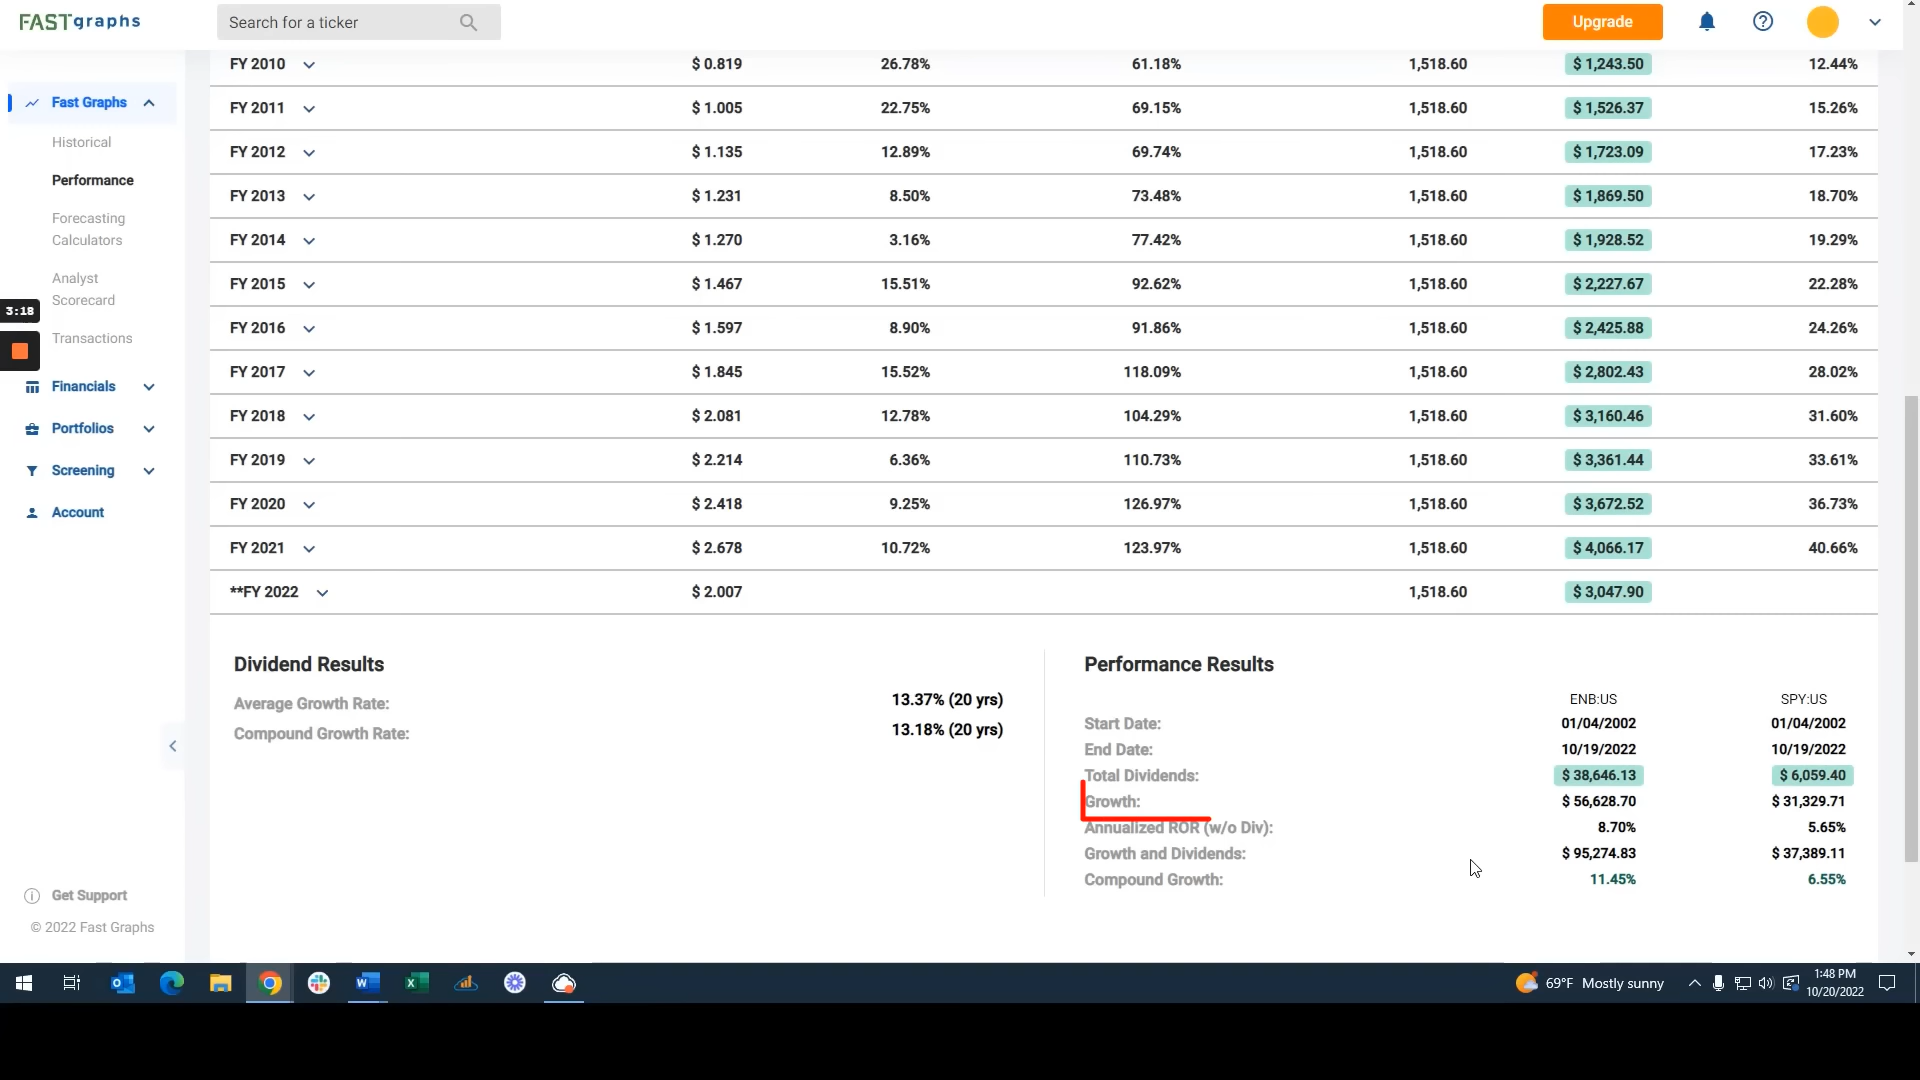 FASTgraphs
Search for a ticker
Upgrade
Fast Graphs
Historical
Performance
Forecasting
Calculators
Analyst
Scorecard
3:18
Transactions
Financials
Portfolios
Screening
Account
Get Support
© 2022 Fast Graphs
FY 2010 $ 0.819 26.78% 61.18% 1,518.60 $ 1,243.50 12.44%
FY 2011 $ 1.005 22.75% 69.15% 1,518.60 $ 1,526.37 15.26%
FY 2012 $ 1.135 12.89% 69.74% 1,518.60 $ 1,723.09 17.23%
FY 2013 $ 1.231 8.50% 73.48% 1,518.60 $ 1,869.50 18.70%
FY 2014 $ 1.270 3.16% 77.42% 1,518.60 $ 1,928.52 19.29%
FY 2015 $ 1.467 15.51% 92.62% 1,518.60 $ 2,227.67 22.28%
FY 2016 $ 1.597 8.90% 91.86% 1,518.60 $ 2,425.88 24.26%
FY 2017 $ 1.845 15.52% 118.09% 1,518.60 $ 2,802.43 28.02%
FY 2018 $ 2.081 12.78% 104.29% 1,518.60 $ 3,160.46 31.60%
FY 2019 $ 2.214 6.36% 110.73% 1,518.60 $ 3,361.44 33.61%
FY 2020 $ 2.418 9.25% 126.97% 1,518.60 $ 3,672.52 36.73%
FY 2021 $ 2.678 10.72% 123.97% 1,518.60 $ 4,066.17 40.66%
**FY 2022 $ 2.007 1,518.60 $ 3,047.90
Dividend Results
Average Growth Rate: 13.37% (20 yrs)
Compound Growth Rate: 13.18% (20 yrs)
Performance Results
ENB:US SPY:US
Start Date: 01/04/2002 01/04/2002
End Date: 10/19/2022 10/19/2022
Total Dividends: $ 38,646.13 $ 6,059.40
Growth: $ 56,628.70 $ 31,329.71
Annualized ROR (w/o Div): 8.70% 5.65%
Growth and Dividends: $ 95,274.83 $ 37,389.11
Compound Growth: 11.45% 6.55%
69°F Mostly sunny
1:48 PM
10/20/2022